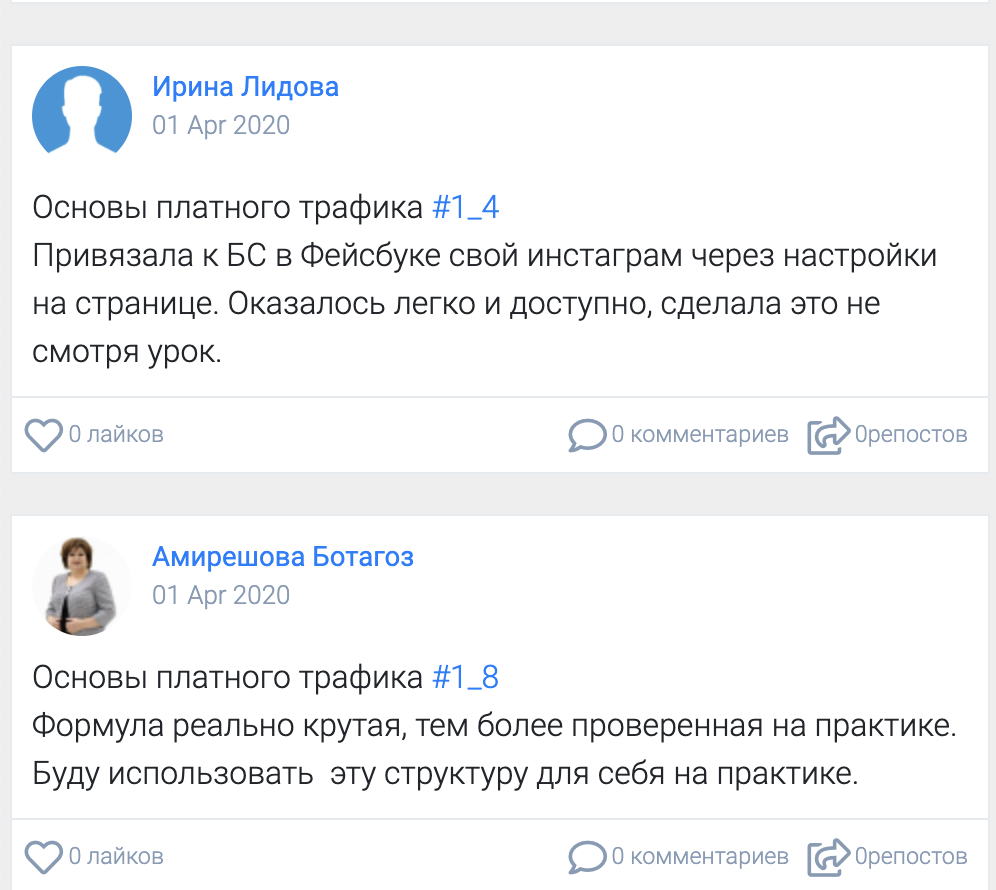 Ирина Лидова
01 Apr 2020
Основы платного трафика #1_4
Привязала к БС в Фейсбуке свой инстаграм через настройки
на странице. Оказалось легко и доступно, сделала это не
смотря урок.
0 лайков 0 комментариев 0репостов
Амирешова Ботагоз
01 Apr 2020
Основы платного трафика #1_8
Формула реально крутая, тем более проверенная на практике.
Буду использовать  эту структуру для себя на практике.
0 лайков 0 комментариев 0репостов